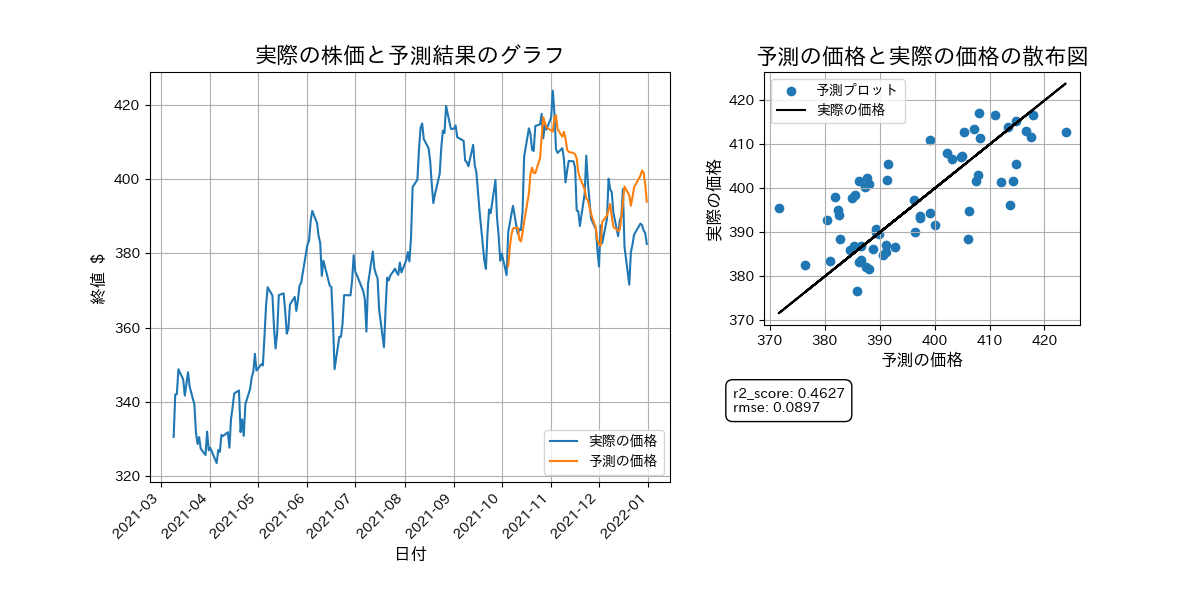 実際の株価と予測結果のグラフ
終値 $
420
400
380
360
340
320
実際の価格
予測の価格
2021-03
2021-04
2021-05
2021-06
2021-07
2021-08
2021-09
2021-10
2021-11
2021-12
2022-01
日付
予測の価格と実際の価格の散布図
実際の価格
420
410
400
390
380
370
予測プロット
実際の価格
370
380
390
400
410
420
予測の価格
r2_score: 0.4627
rmse: 0.0897